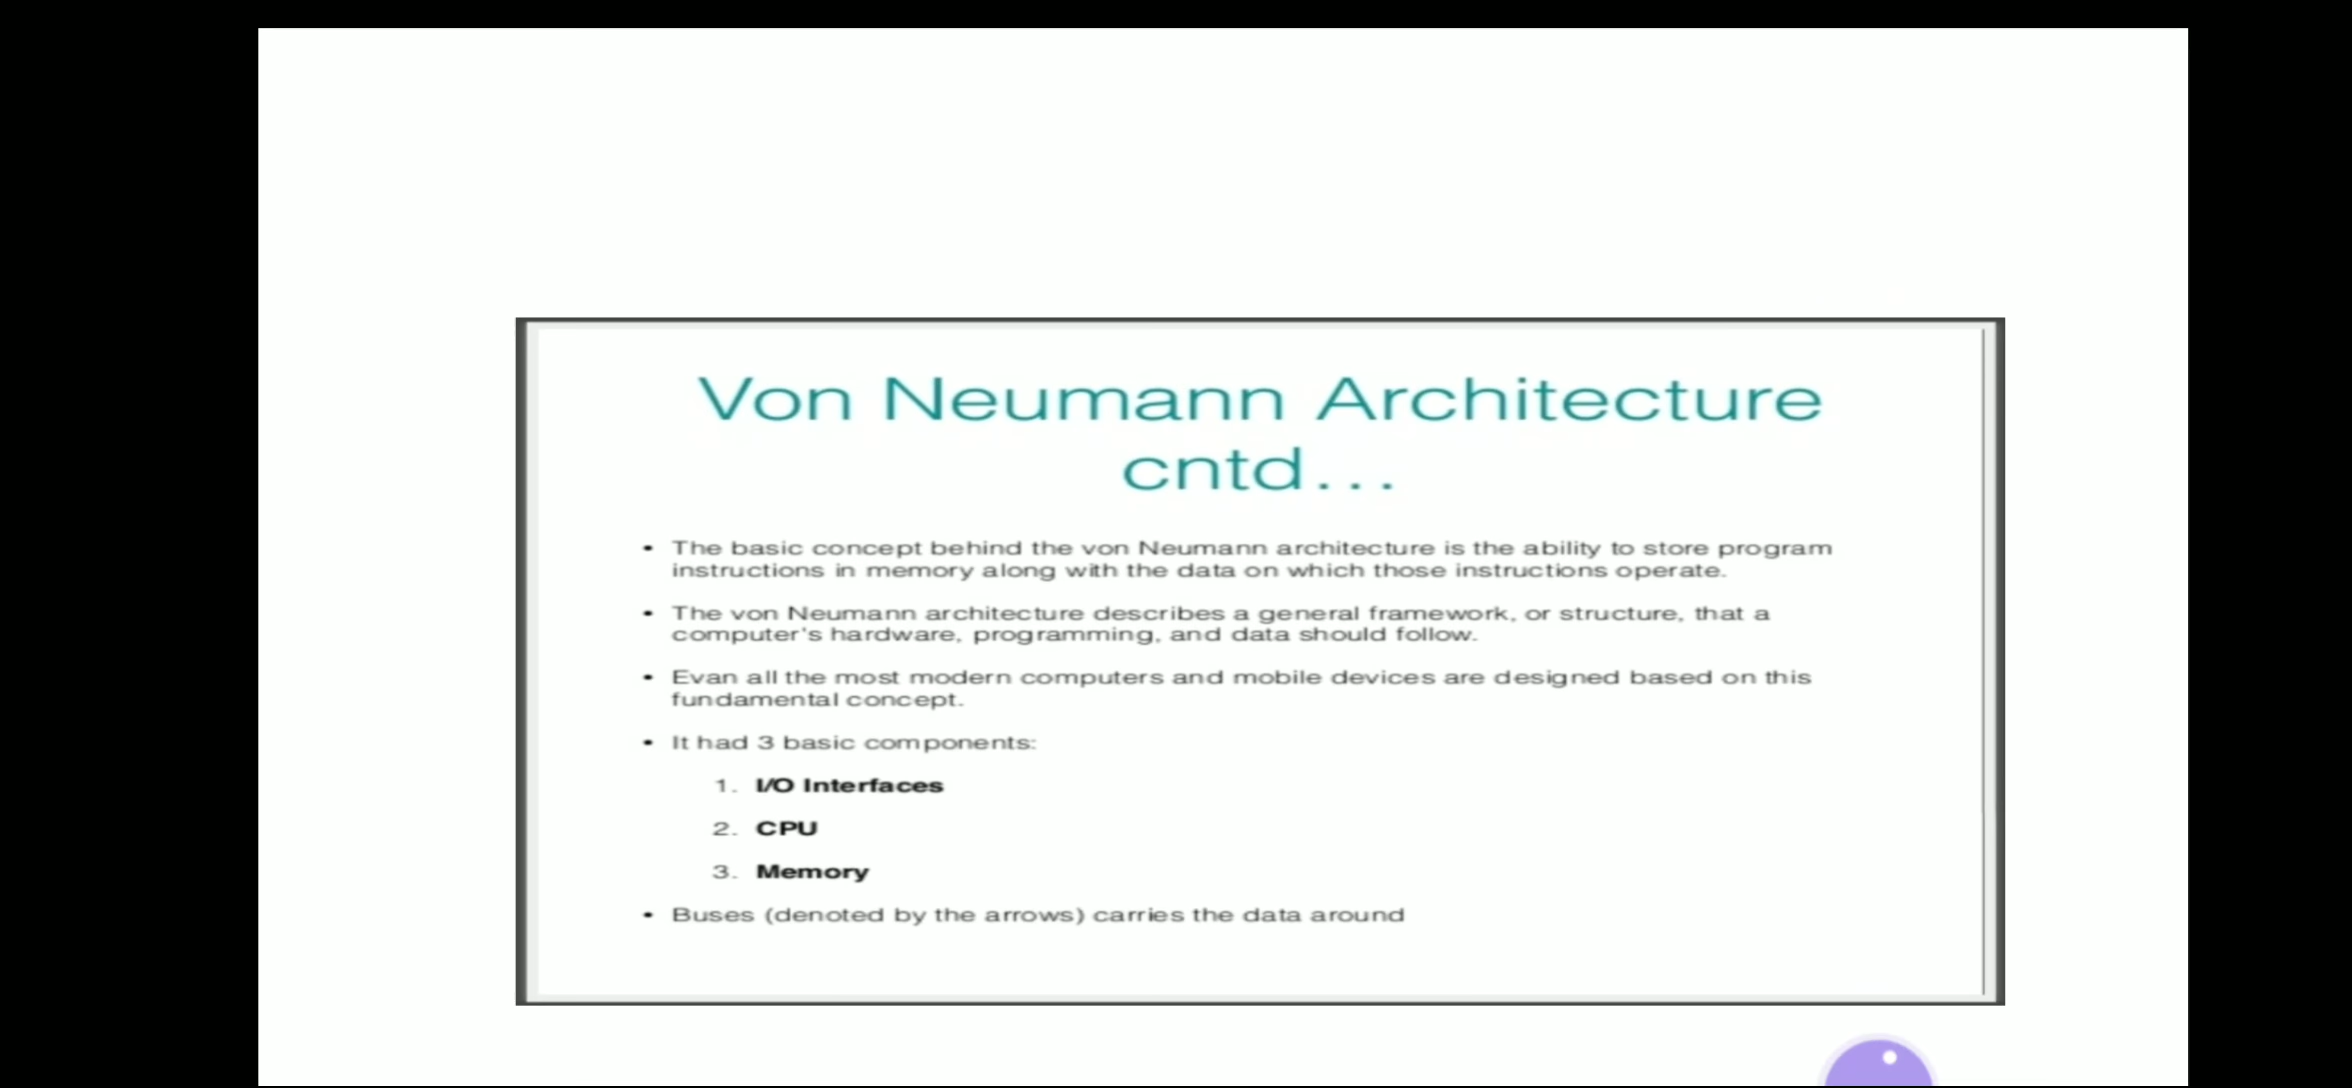 Von Neumann Architecture
cntd...
• The basic concept behind the von Neumann architecture is the ability to store program
instructions in memory along with the data on which those instructions operate.
• The von Neumann architecture describes a general framework, or structure, that a
computer's hardware, programming, and data should follow.
• Evan all the most modern computers and mobile devices are designed based on this
fundamental concept.
• It had 3 basic components:
1. I/O Interfaces
2. CPU
3. Memory
• Buses (denoted by the arrows) carries the data around